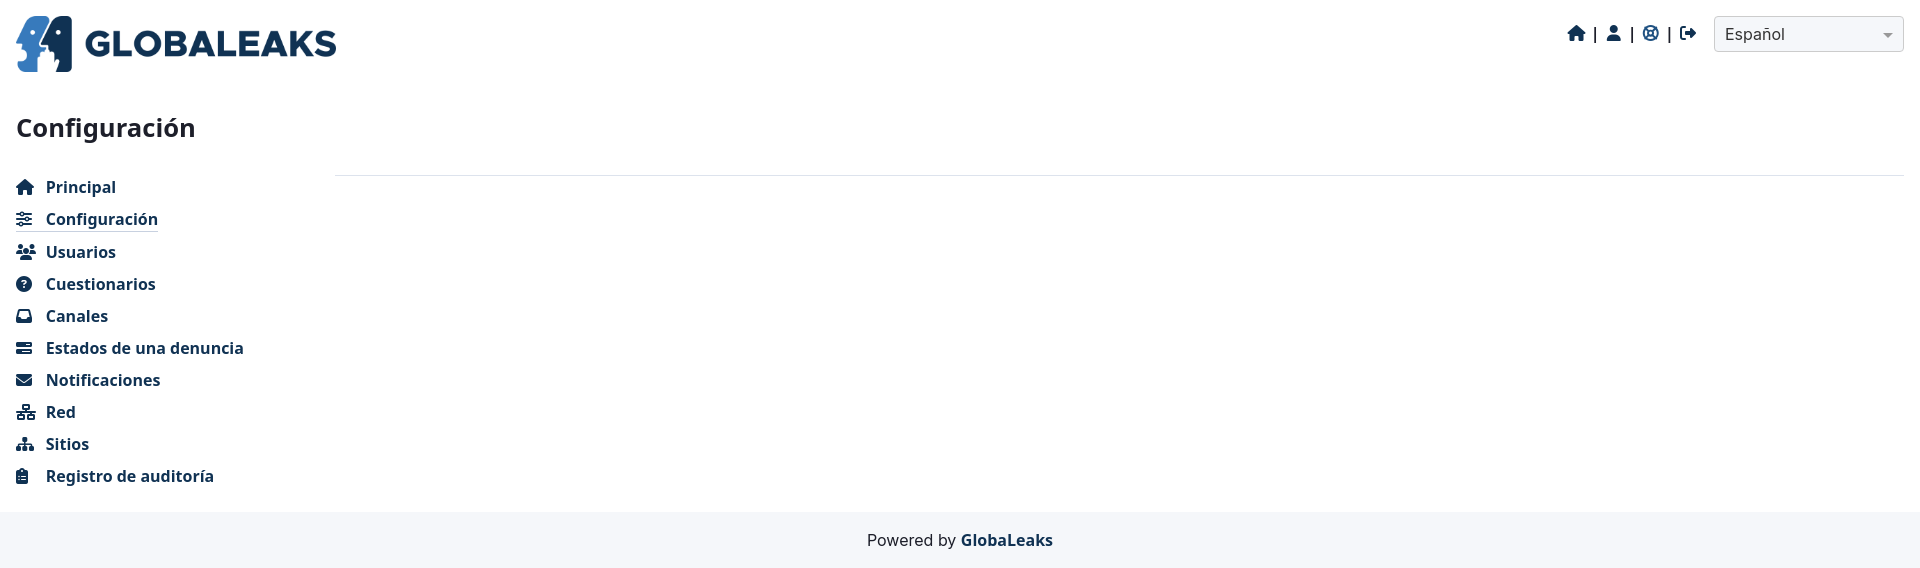 GLOBALEAKS
| | | Español
Configuración
Principal
Configuración
Usuarios
Cuestionarios
Canales
Estados de una denuncia
Notificaciones
Red
Sitios
Registro de auditoría
Powered by GlobaLeaks